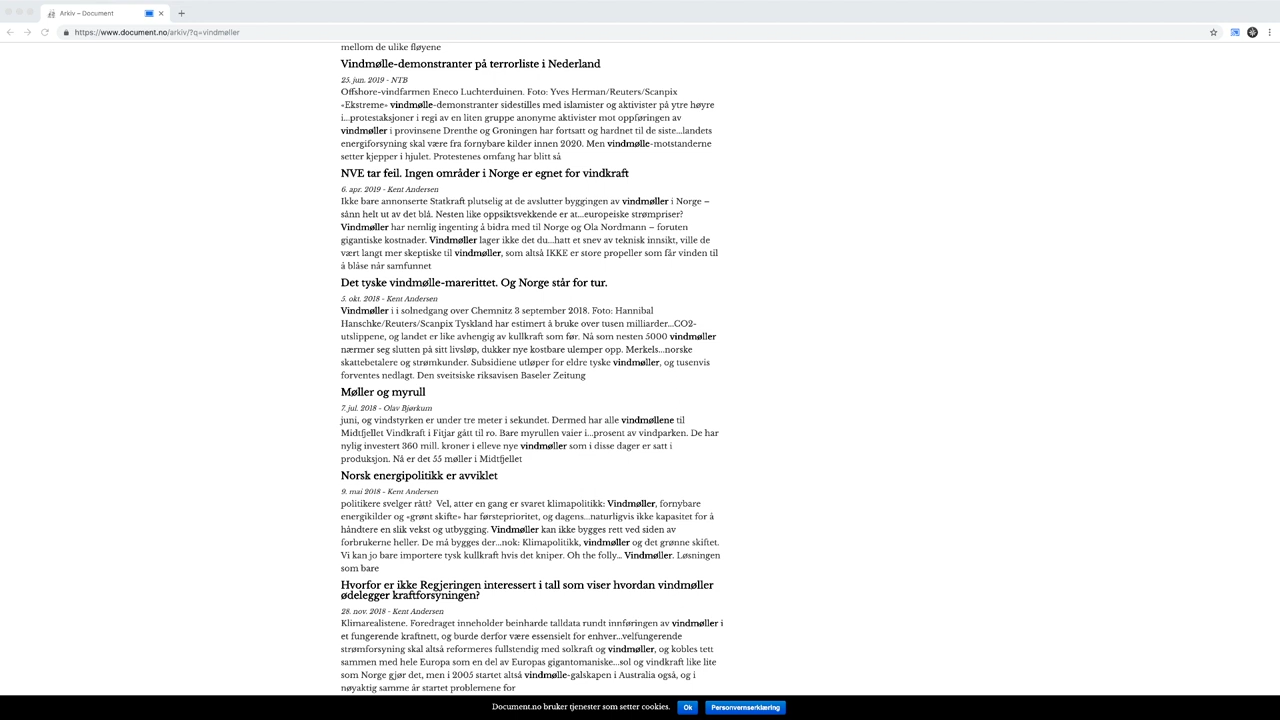 Arkiv – Document
https://www.document.no/arkiv/?q=vindmøller
mellom de ulike fløyene
Vindmølle-demonstranter på terrorliste i Nederland
25. jun. 2019 - NTB
Offshore-vindfarmen Eneco Luchterduinen. Foto: Yves Herman/Reuters/Scanpix
«Ekstreme» vindmølle-demonstranter sidestilles med islamister og aktivister på ytre høyre
i...protestaksjoner i regi av en liten gruppe anonyme aktivister mot oppføringen av
vindmøller i provinsene Drenthe og Groningen har fortsatt og hardnet til de siste...landets
energiforsyning skal være fra fornybare kilder innen 2020. Men vindmølle-motstanderne
setter kjepper i hjulet. Protestenes omfang har blitt så
NVE tar feil. Ingen områder i Norge er egnet for vindkraft
6. apr. 2019 - Kent Andersen
Ikke bare annonserte Statkraft plutselig at de avslutter byggingen av vindmøller i Norge –
sånn helt ut av det blå. Nesten like oppsiktsvekkende er at...europeiske strømpriser?
Vindmøller har nemlig ingenting å bidra med til Norge og Ola Nordmann – foruten
gigantiske kostnader. Vindmøller lager ikke det du...hatt et snev av teknisk innsikt, ville de
vært langt mer skeptiske til vindmøller, som altså IKKE er store propeller som får vinden til
å blåse når samfunnet
Det tyske vindmølle-marerittet. Og Norge står for tur.
5. okt. 2018 - Kent Andersen
Vindmøller i i solnedgang over Chemnitz 3 september 2018. Foto: Hannibal
Hanschke/Reuters/Scanpix Tyskland har estimert å bruke over tusen milliarder...CO2-
utslippene, og landet er like avhengig av kullkraft som før. Nå som nesten 5000 vindmøller
nærmer seg slutten på sitt livsløp, dukker nye kostbare ulemper opp. Merkels...norske
skattebetalere og strømkunder. Subsidiene utløper for eldre tyske vindmøller, og tusenvis
forventes nedlagt. Den sveitsiske riksavisen Baseler Zeitung
Møller og myrull
7. jul. 2018 - Olav Bjørkum
juni, og vindstyrken er under tre meter i sekundet. Dermed har alle vindmøllene til
Midtfjellet Vindkraft i Fitjar gått til ro. Bare myrullen vaier i...prosent av vindparken. De har
nylig investert 360 mill. kroner i elleve nye vindmøller som i disse dager er satt i
produksjon. Nå er det 55 møller i Midtfjellet
Norsk energipolitikk er avviklet
9. mai 2018 - Kent Andersen
politikere svelger rått?  Vel, atter en gang er svaret klimapolitikk: Vindmøller, fornybare
energikilder og «grønt skifte» har førsteprioritet, og dagens...naturligvis ikke kapasitet for å
håndtere en slik vekst og utbygging. Vindmøller kan ikke bygges rett ved siden av
forbrukerne heller. De må bygges der...nok: Klimapolitikk, vindmøller og det grønne skiftet.
Vi kan jo bare importere tysk kullkraft hvis det kniper. Oh the folly… Vindmøller. Løsningen
som bare
Hvorfor er ikke Regjeringen interessert i tall som viser hvordan vindmøller
ødelegger kraftforsyningen?
28. nov. 2018 - Kent Andersen
Klimarealistene. Foredraget inneholder beinharde talldata rundt innføringen av vindmøller i
et fungerende kraftnett, og burde derfor være essensielt for enhver...velfungerende
strømforsyning skal altså reformeres fullstendig med solkraft og vindmøller, og kobles tett
sammen med hele Europa som en del av Europas gigantomaniske...sol og vindkraft like lite
som Norge gjør det, men i 2005 startet altså vindmølle-galskapen i Australia også, og i
nøyaktig samme år startet problemene for
Document.no bruker tjenester som setter cookies. Ok Personvernserklæring